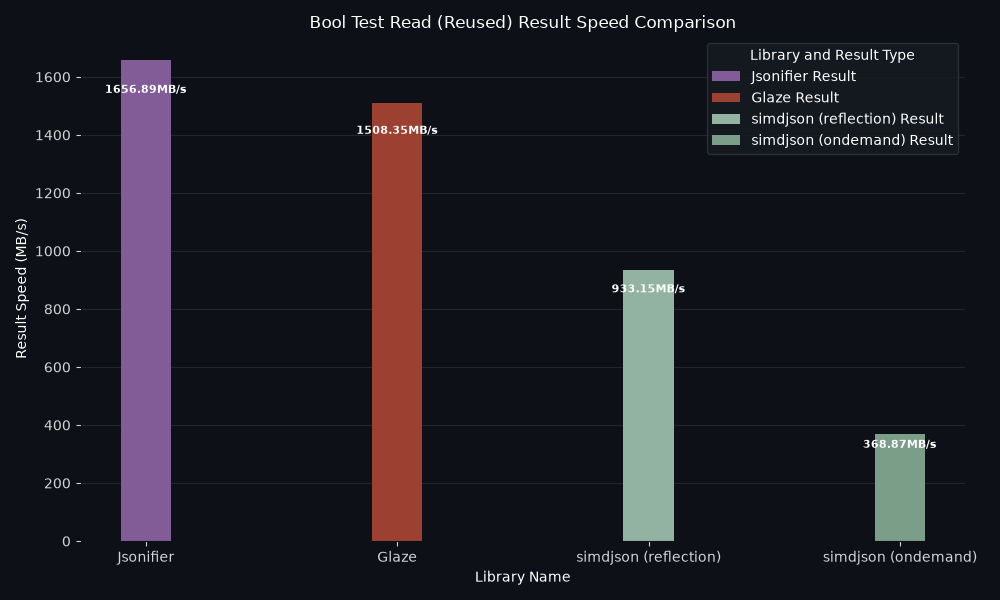 Bool Test Read (Reused) Result Speed Comparison
Library and Result Type
Jsonifier Result
Glaze Result
simdjson (reflection) Result
simdjson (ondemand) Result
Result Speed (MB/s)
1600
1400
1200
1000
800
600
400
200
0
1656.89MB/s
1508.35MB/s
933.15MB/s
368.87MB/s
Jsonifier
Glaze
simdjson (reflection)
simdjson (ondemand)
Library Name